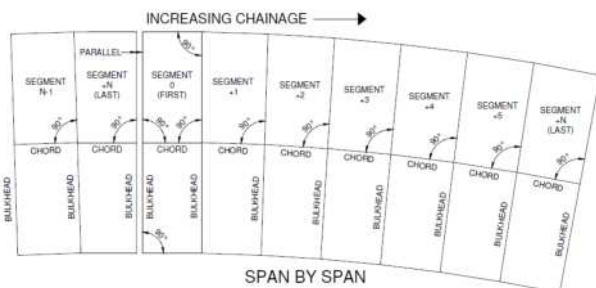 INCREASING CHAINAGE
PARALLEL
SEGMENT
N-1
SEGMENT
+N
(LAST)
SEGMENT
0
(FIRST)
SEGMENT
+1
SEGMENT
+2
SEGMENT
+3
SEGMENT
+4
SEGMENT
+5
SEGMENT
+N
(LAST)
90°
90°
90°
90°
90°
90°
90°
90°
90°
90°
90°
90°
CHORD
CHORD
CHORD
CHORD
CHORD
CHORD
CHORD
CHORD
CHORD
BULKHEAD
BULKHEAD
BULKHEAD
BULKHEAD
BULKHEAD
BULKHEAD
BULKHEAD
BULKHEAD
BULKHEAD
BULKHEAD
BULKHEAD
SPAN BY SPAN